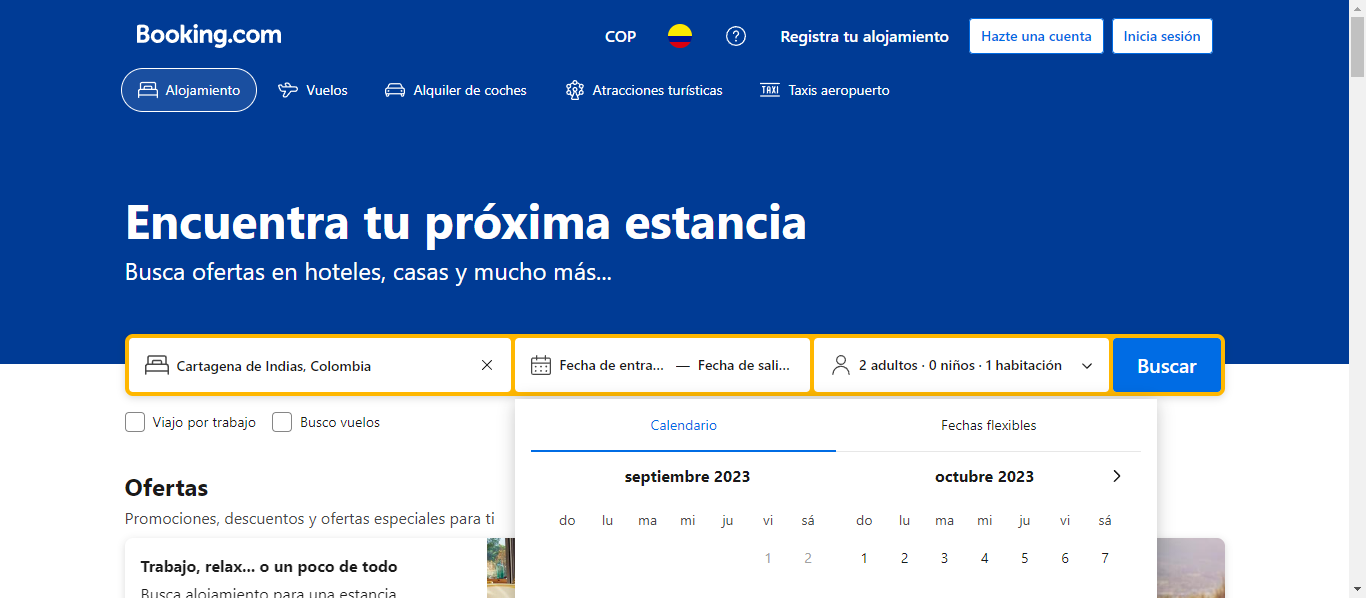 Booking.com
COP
Registra tu alojamiento
Hazte una cuenta
Inicia sesión
Alojamiento
Vuelos
Alquiler de coches
Atracciones turísticas
TAXI Taxis aeropuerto
Encuentra tu próxima estancia
Busca ofertas en hoteles, casas y mucho más...
Cartagena de Indias, Colombia
Fecha de entra... — Fecha de sali...
2 adultos · 0 niños · 1 habitación
Buscar
Viajo por trabajo
Busco vuelos
Calendario
Fechas flexibles
septiembre 2023
octubre 2023
do lu ma mi ju vi sá
do lu ma mi ju vi sá
1 2
1 2 3 4 5 6 7
Ofertas
Promociones, descuentos y ofertas especiales para ti
Trabajo, relax... o un poco de todo
Busca alojamiento para una estancia